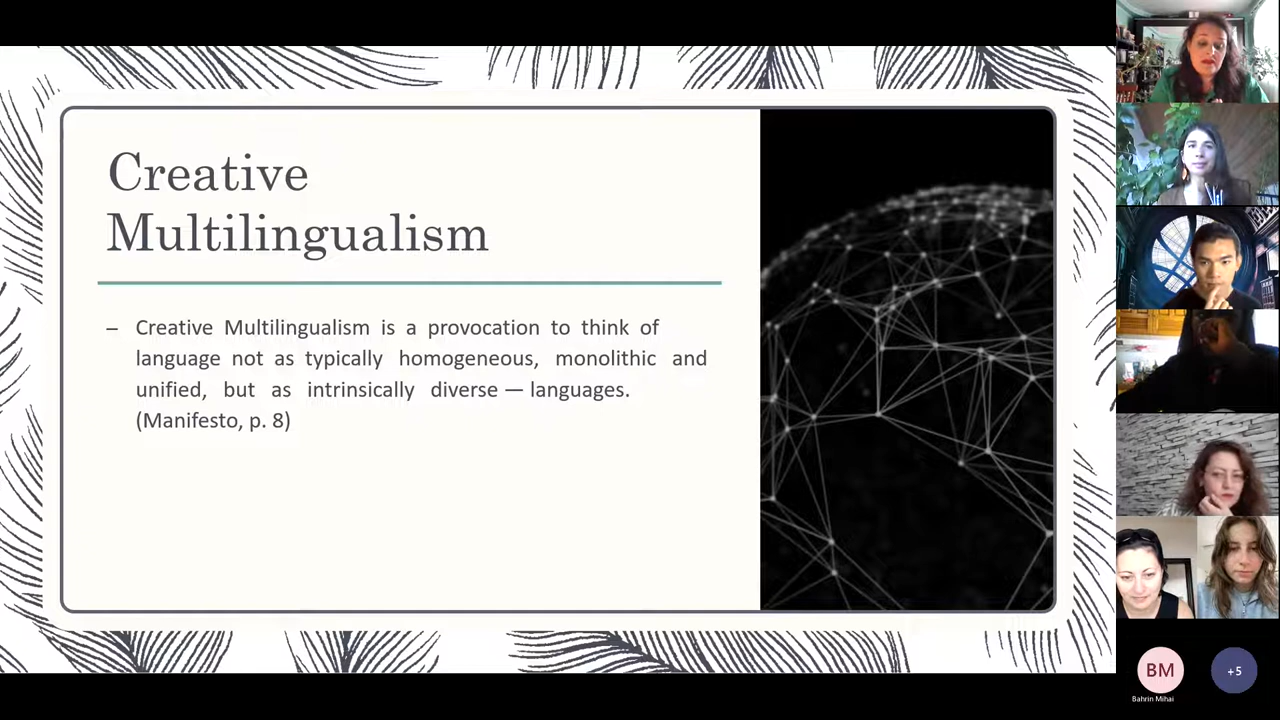 Creative
Multilingualism
– Creative Multilingualism is a provocation to think of
language not as typically homogeneous, monolithic and
unified, but as intrinsically diverse — languages.
(Manifesto, p. 8)
BM
+5
Bahrin Mihai